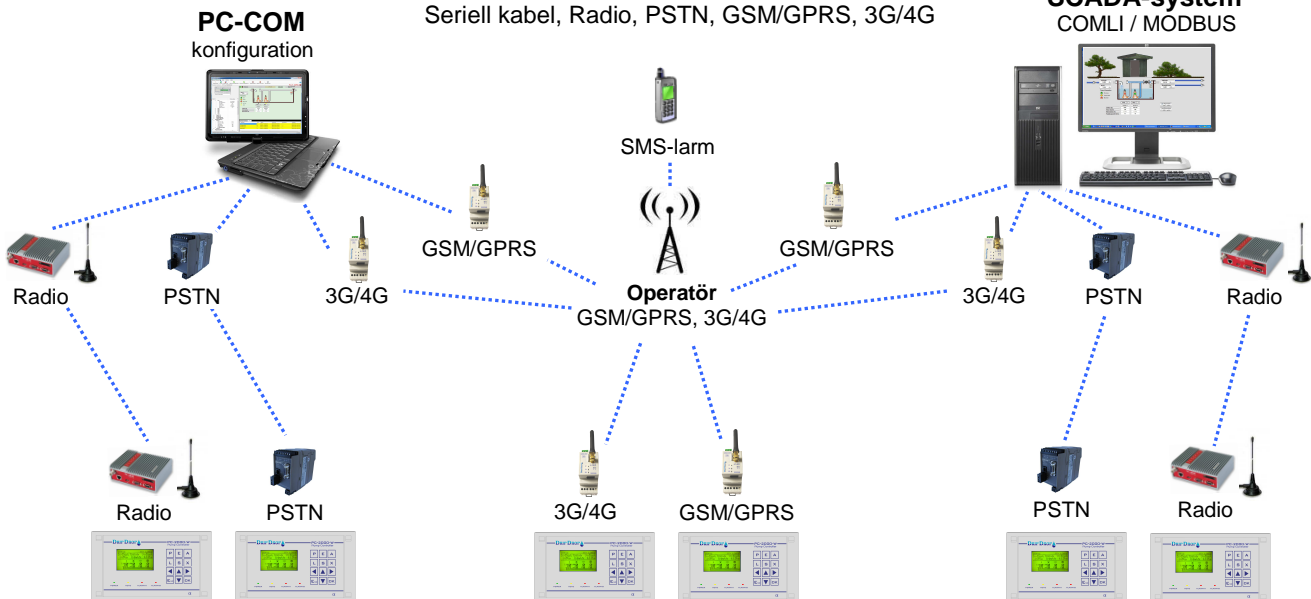 Seriell kabel, Radio, PSTN, GSM/GPRS, 3G/4G
PC-COM
konfiguration
SCADA-system
COMLI / MODBUS
SMS-larm
GSM/GPRS
GSM/GPRS
Radio
PSTN
3G/4G
Operatör
GSM/GPRS, 3G/4G
3G/4G
PSTN
Radio
Radio
PSTN
3G/4G
GSM/GPRS
PSTN
Radio